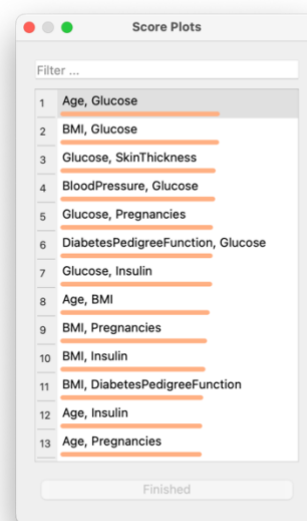 Score Plots
Filter ...
1 Age, Glucose
2 BMI, Glucose
3 Glucose, SkinThickness
4 BloodPressure, Glucose
5 Glucose, Pregnancies
6 DiabetesPedigreeFunction, Glucose
7 Glucose, Insulin
8 Age, BMI
9 BMI, Pregnancies
10 BMI, Insulin
11 BMI, DiabetesPedigreeFunction
12 Age, Insulin
13 Age, Pregnancies
Finished